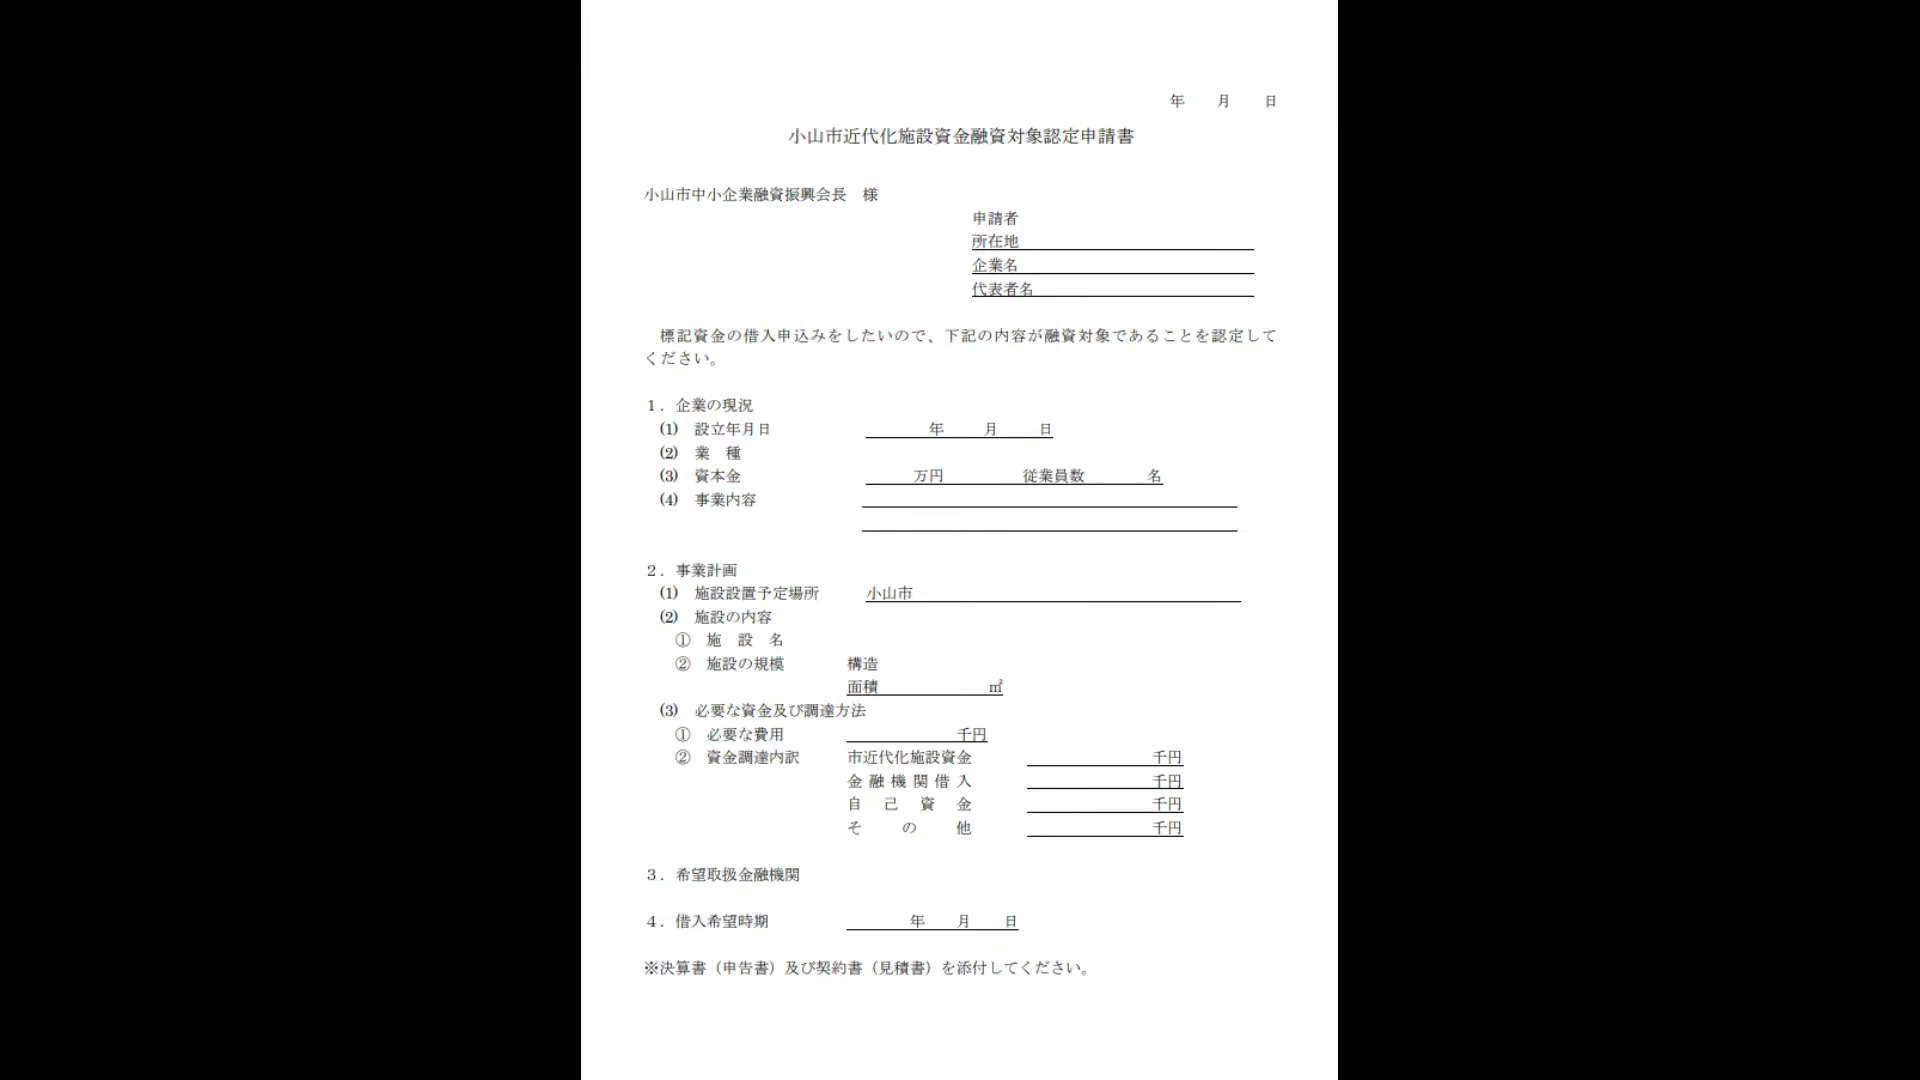 年　　月　　日
小山市近代化施設資金融資対象認定申請書
小山市中小企業融資振興会長　様
申請者
所在地
企業名
代表者名
標記資金の借入申込みをしたいので、下記の内容が融資対象であることを認定して
ください。
１．企業の現況
(1)　設立年月日　　　　年　　月　　日
(2)　業　種
(3)　資本金　　　　万円　　　　従業員数　　　　名
(4)　事業内容
２．事業計画
(1)　施設設置予定場所　　小山市
(2)　施設の内容
①　施　設　名
②　施設の規模　　構造
面積　　　　㎡
(3)　必要な資金及び調達方法
①　必要な費用　　　　千円
②　資金調達内訳　　市近代化施設資金　　　　千円
金融機関借入　　　　千円
自　己　資　金　　　　千円
そ　の　他　　　　千円
３．希望取扱金融機関
４．借入希望時期　　　　年　　月　　日
※決算書（申告書）及び契約書（見積書）を添付してください。